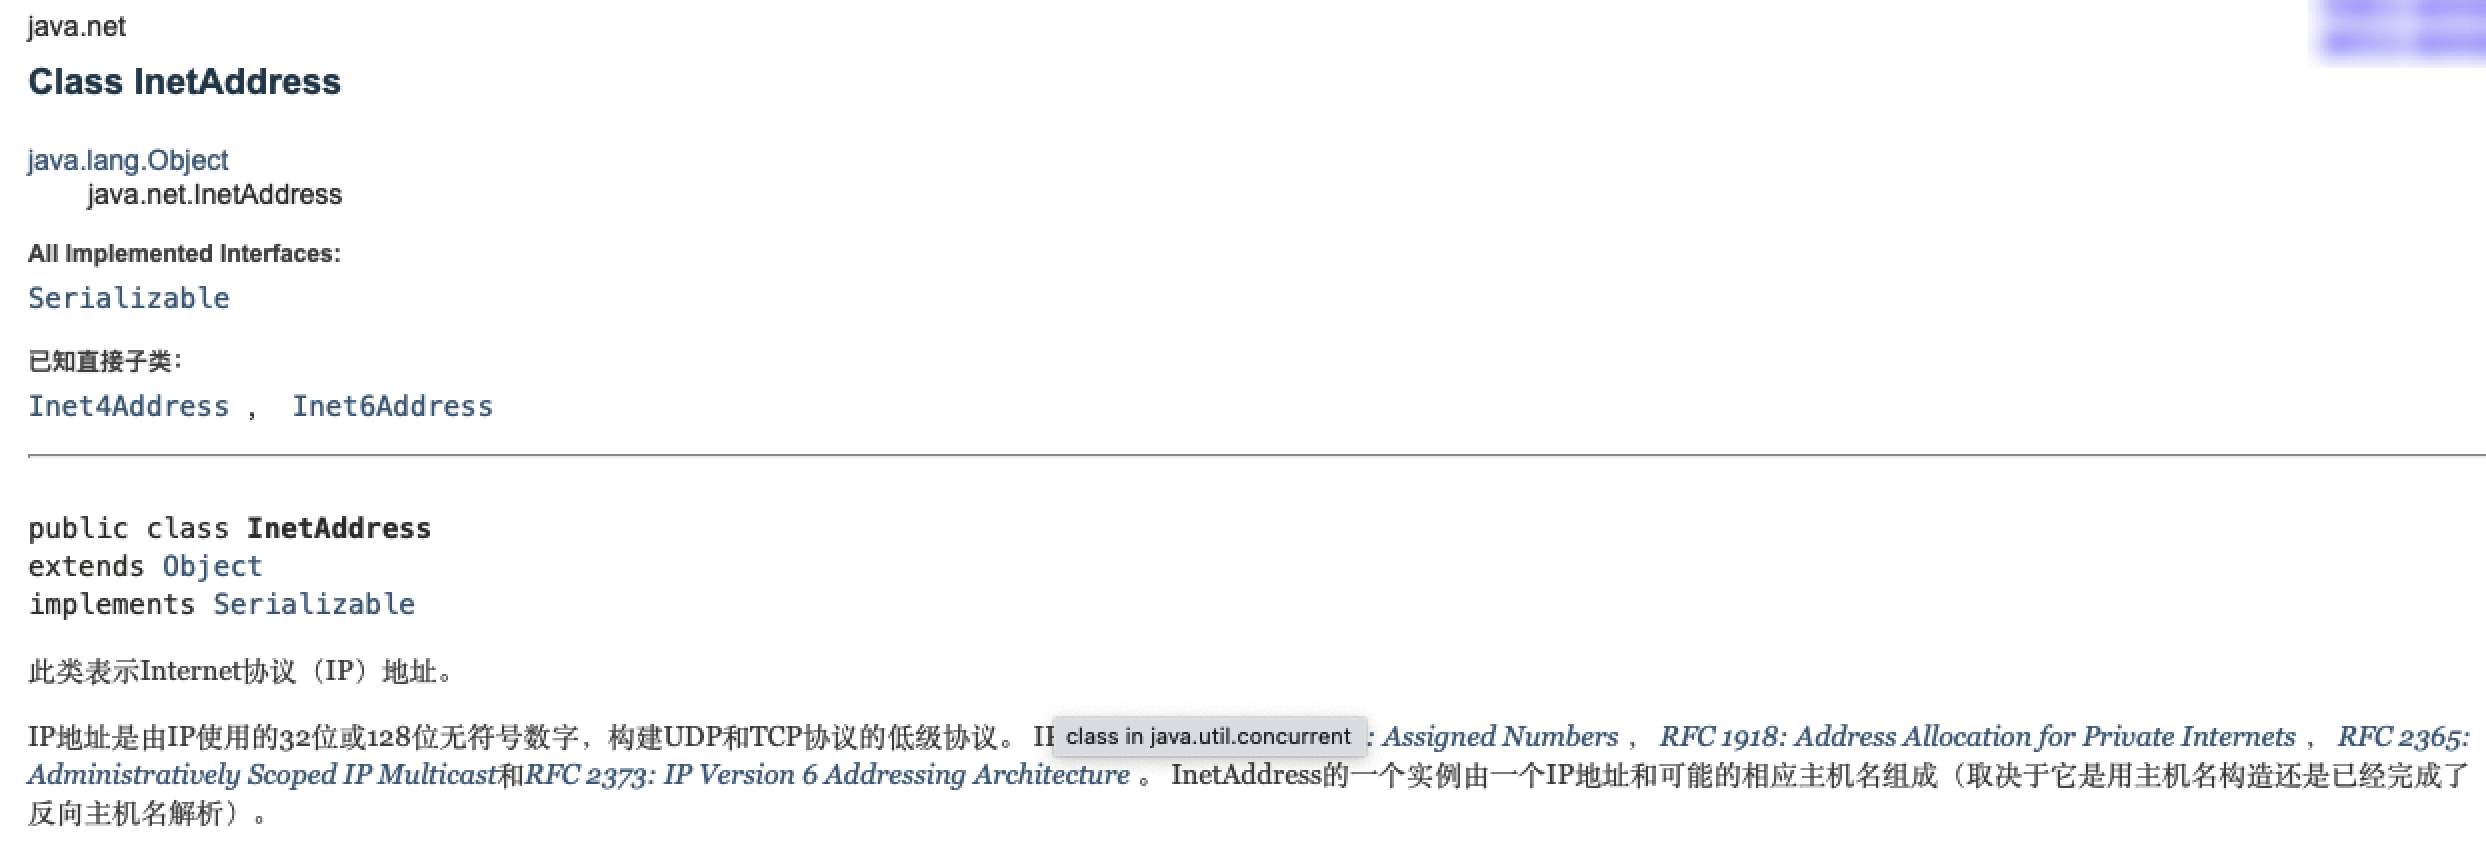 java.net
Class InetAddress
java.lang.Object
java.net.InetAddress
All Implemented Interfaces:
Serializable
已知直接子类：
Inet4Address ， Inet6Address
public class InetAddress
extends Object
implements Serializable
此类表示Internet协议（IP）地址。
IP地址是由IP使用的32位或128位无符号数字，构建UDP和TCP协议的低级协议。 class in java.util.concurrent : Assigned Numbers ， RFC 1918: Address Allocation for Private Internets ， RFC 2365:
Administratively Scoped IP Multicast和RFC 2373: IP Version 6 Addressing Architecture 。 InetAddress的一个实例由一个IP地址和可能的相应主机名组成（取决于它是用主机名构造还是已经完成了
反向主机名解析）。